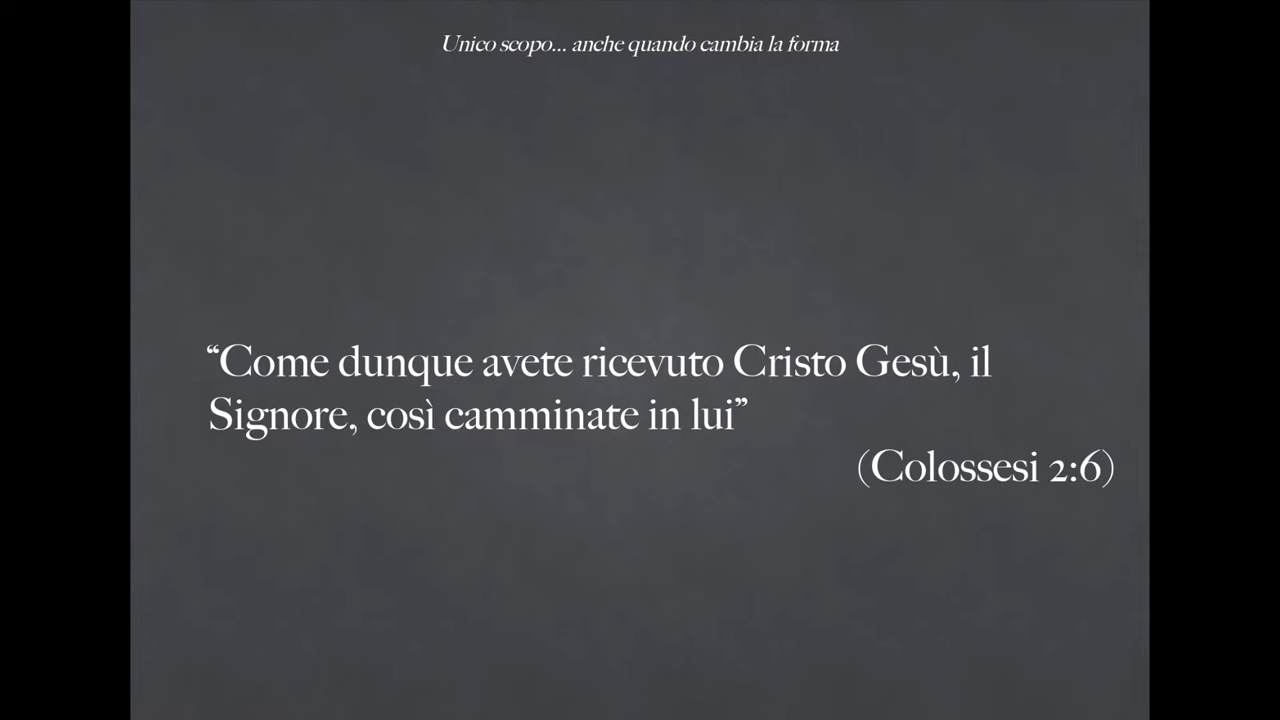 Unico scopo... anche quando cambia la forma
“Come dunque avete ricevuto Cristo Gesù, il
Signore, così camminate in lui”
(Colossesi 2:6)